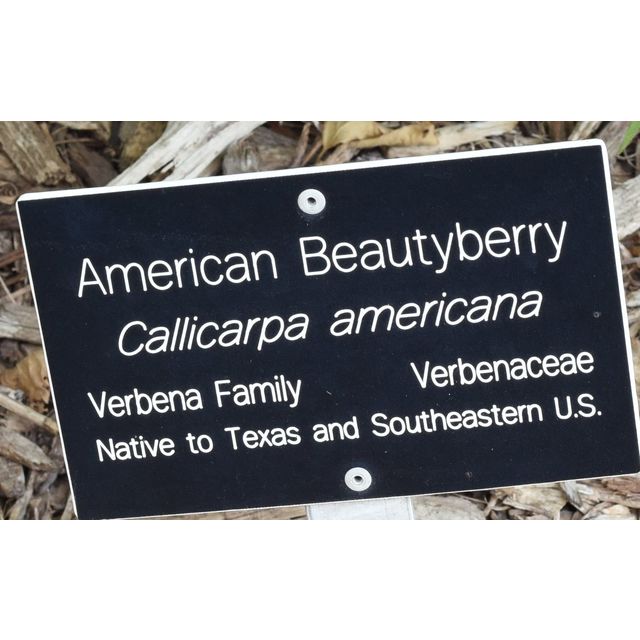 American Beautyberry
Callicarpa americana
Verbena Family Verbenaceae
Native to Texas and Southeastern U.S.